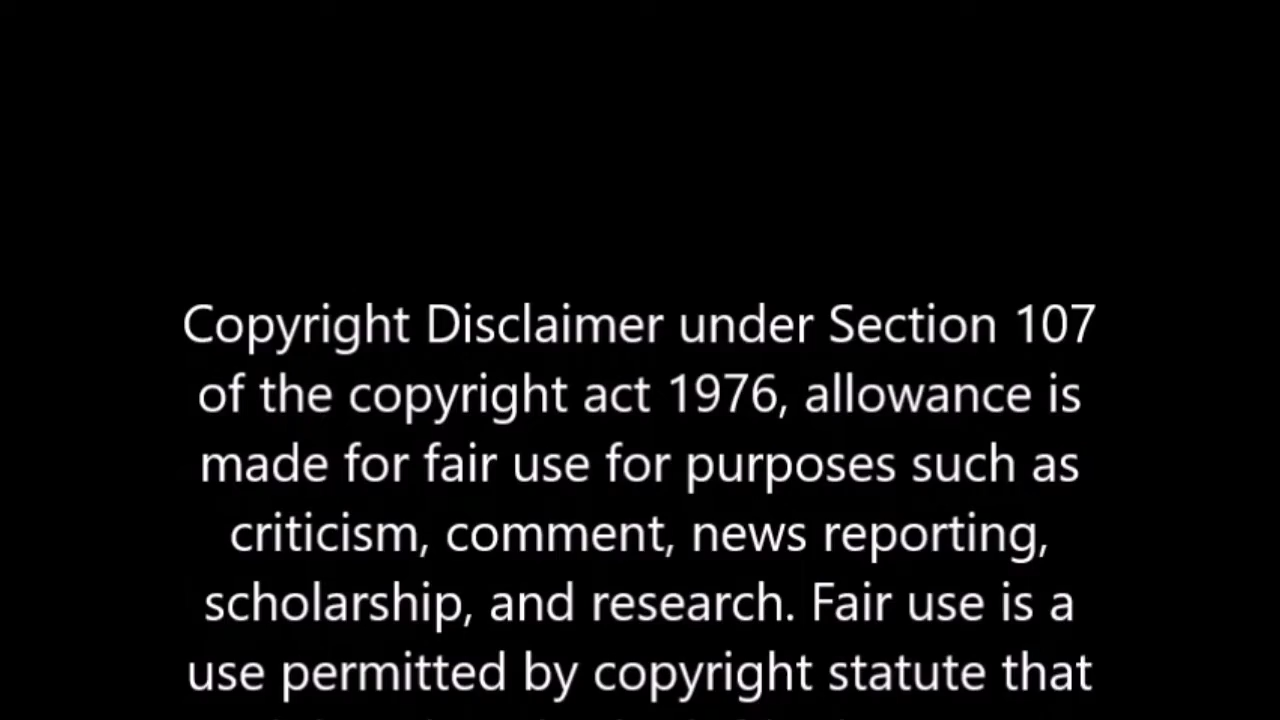 Copyright Disclaimer under Section 107
of the copyright act 1976, allowance is
made for fair use for purposes such as
criticism, comment, news reporting,
scholarship, and research. Fair use is a
use permitted by copyright statute that